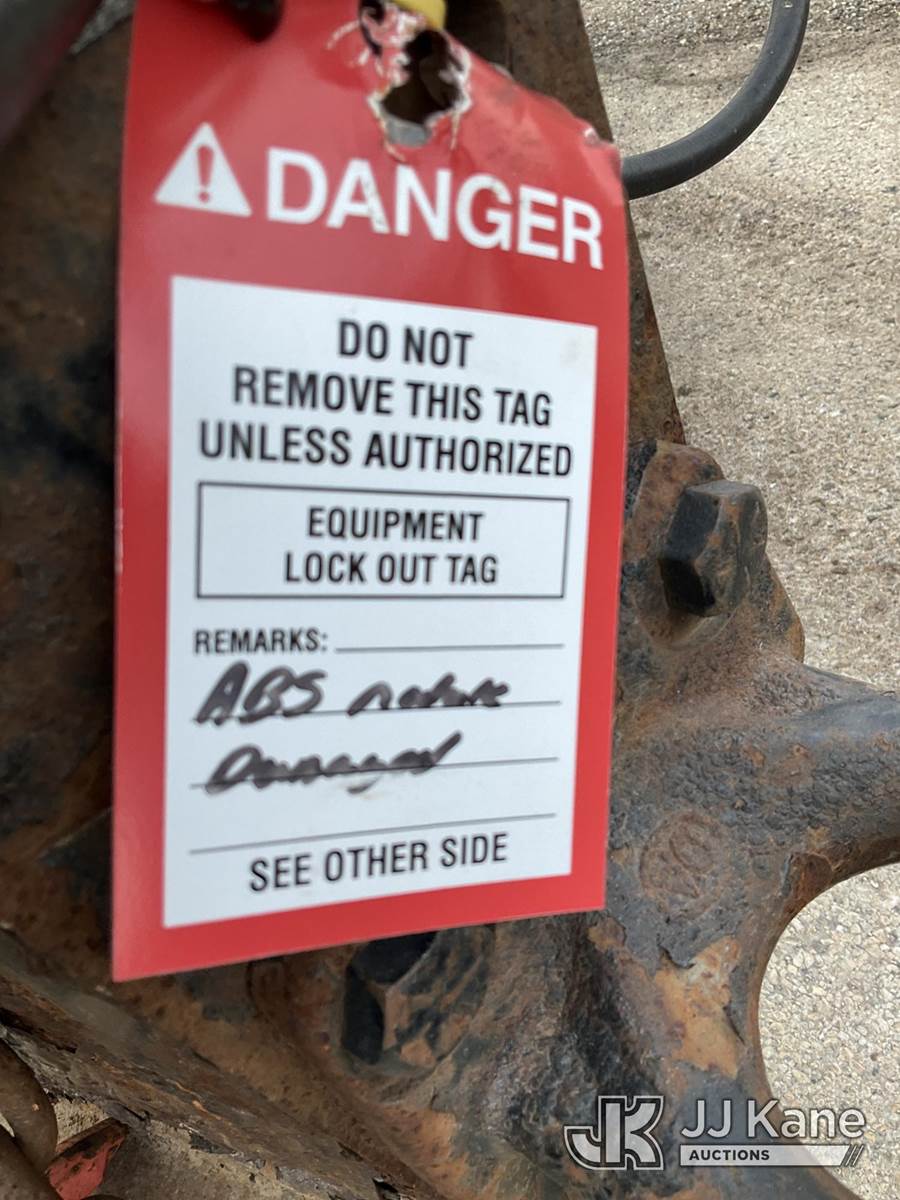 DANGER
DO NOT
REMOVE THIS TAG
UNLESS AUTHORIZED
EQUIPMENT
LOCK OUT TAG
REMARKS:
ABS
Damaged
SEE OTHER SIDE
JK JJ Kane
AUCTIONS